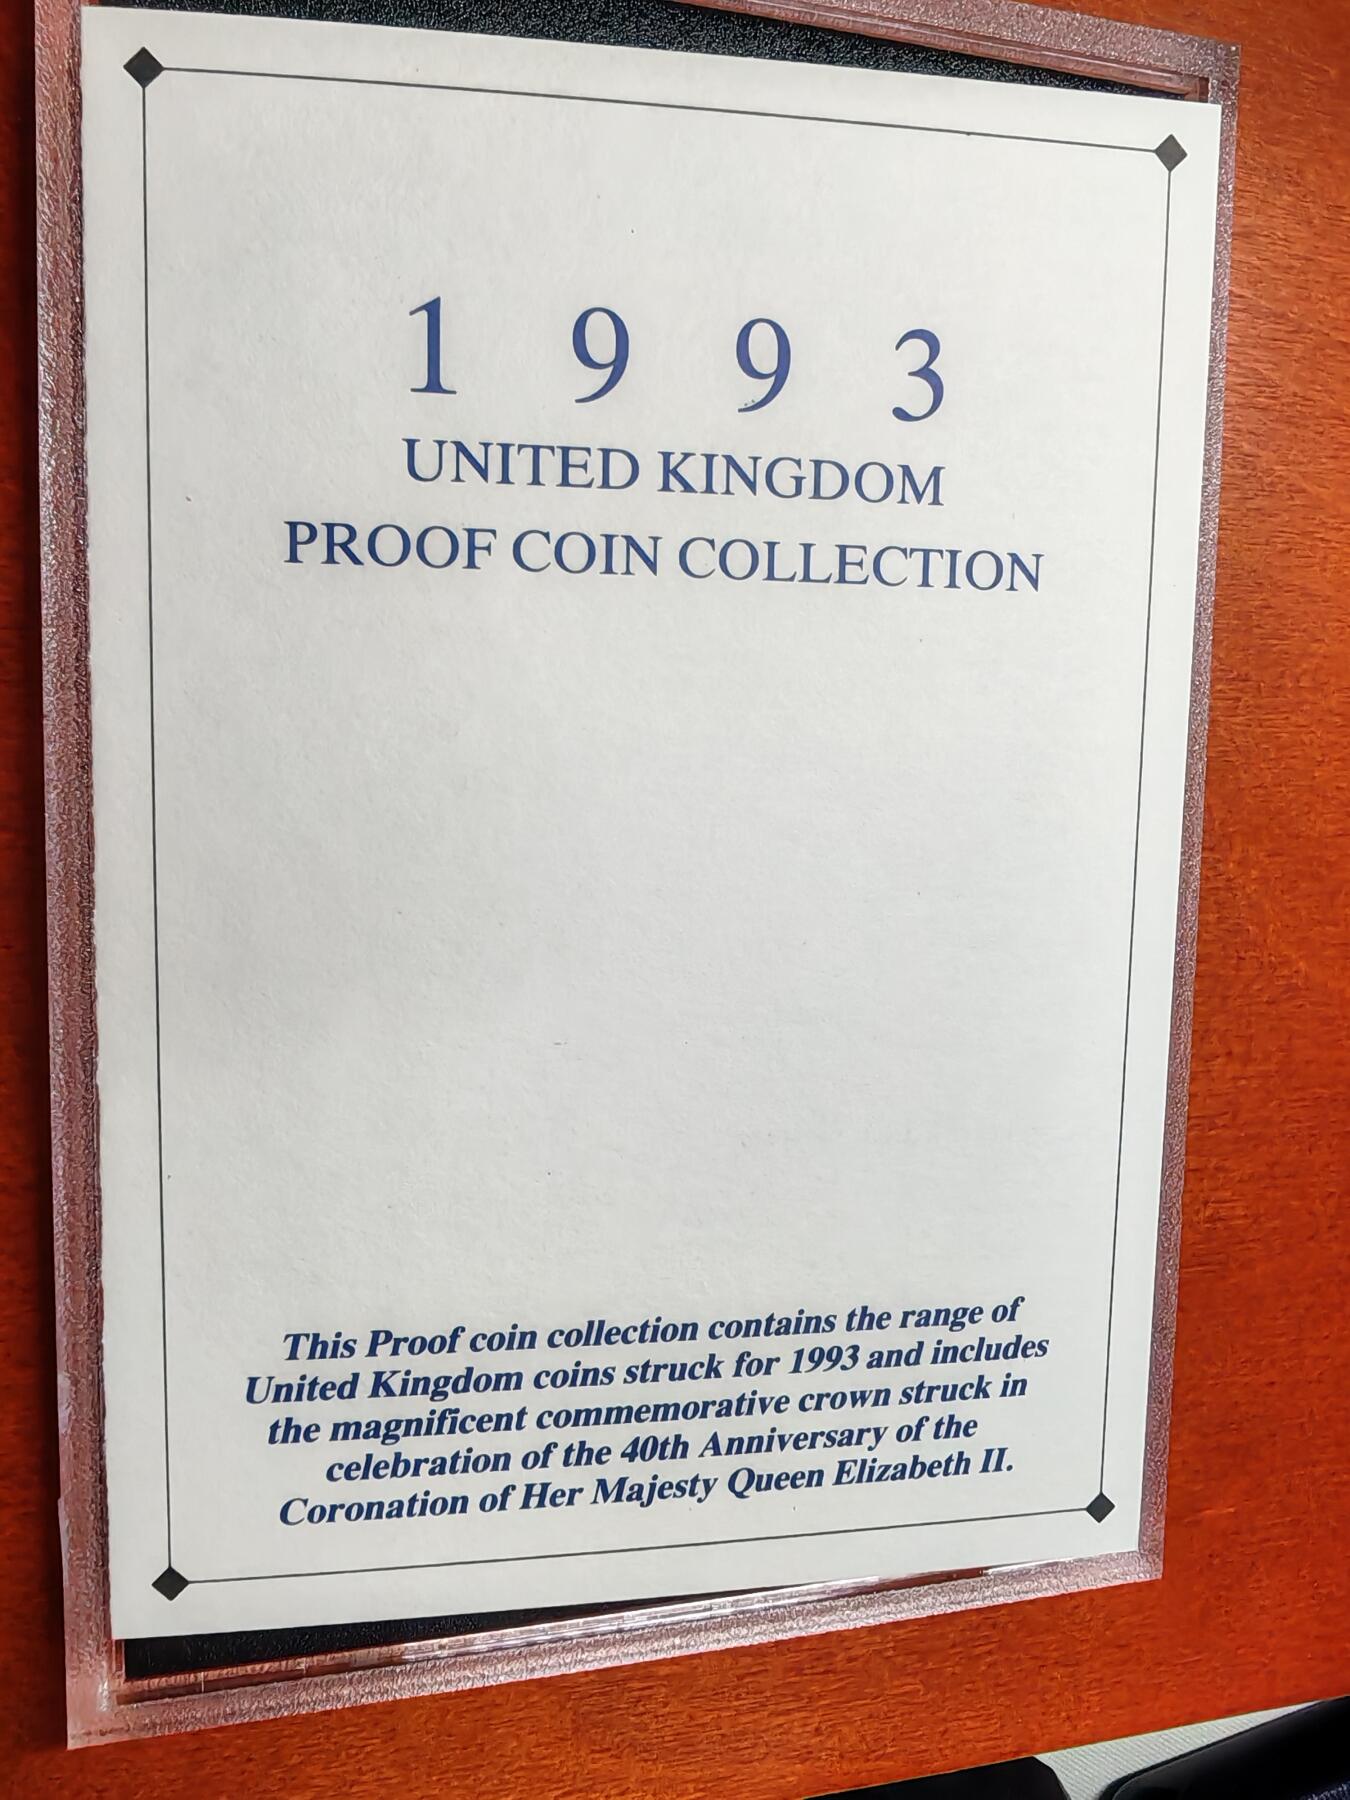 1 9 9 3
UNITED KINGDOM
PROOF COIN COLLECTION
This Proof coin collection contains the range of
United Kingdom coins struck for 1993 and includes
the magnificent commemorative crown struck in
celebration of the 40th Anniversary of the
Coronation of Her Majesty Queen Elizabeth II.